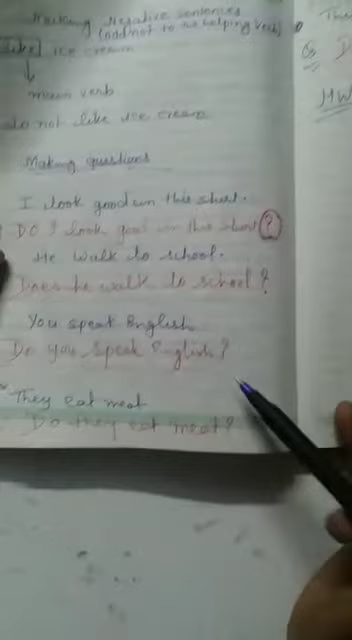 Making Negative sentences
(add not to the helping verb)
like ice cream
main verb
do not like ice cream
Making questions
I look good in this shirt.
DO I look good in this shirt?
He walk to school.
Does he walk to school?
You speak English
Do you speak English?
They eat meat
Do they eat meat?
The
Q
HW